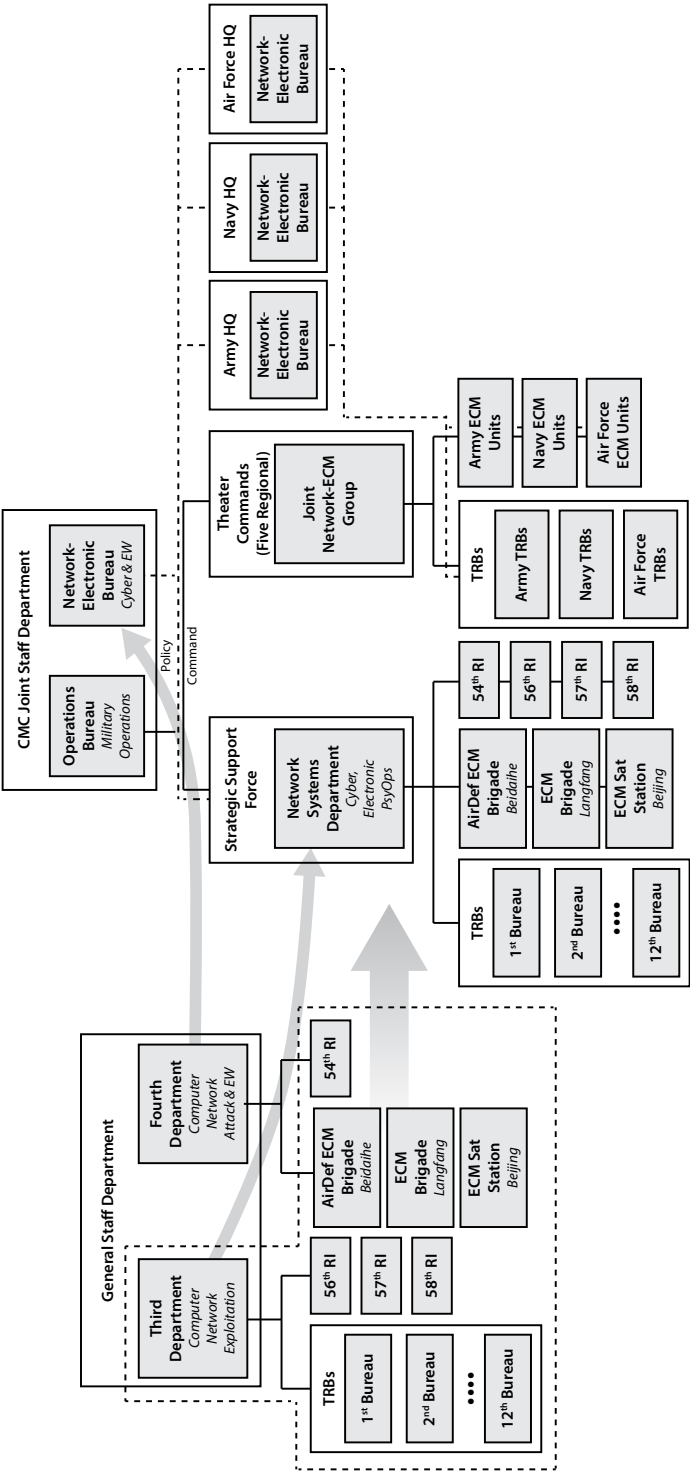 General Staff Department
Third
Department
Computer
Network
Exploitation
Fourth
Department
Computer
Network
Attack & EW
TRBs
1st Bureau
2nd Bureau
••••
12th Bureau
56th RI
57th RI
58th RI
AirDef ECM
Brigade
Beidaihe
ECM
Brigade
Langfang
ECM Sat
Station
Beijing
54th RI
CMC Joint Staff Department
Operations
Bureau
Military
Operations
Network-
Electronic
Bureau
Cyber & EW
Policy
Command
Strategic Support
Force
Network
Systems
Department
Cyber,
Electronic
PsyOps
TRBs
1st Bureau
2nd Bureau
••••
12th Bureau
AirDef ECM
Brigade
Beidaihe
ECM
Brigade
Langfang
ECM Sat
Station
Beijing
54th RI
56th RI
57th RI
58th RI
Theater
Commands
(Five Regional)
Joint
Network-ECM
Group
TRBs
Army TRBs
Navy TRBs
Air Force
TRBs
Army ECM
Units
Navy ECM
Units
Air Force
ECM Units
Army HQ
Network-
Electronic
Bureau
Navy HQ
Network-
Electronic
Bureau
Air Force HQ
Network-
Electronic
Bureau